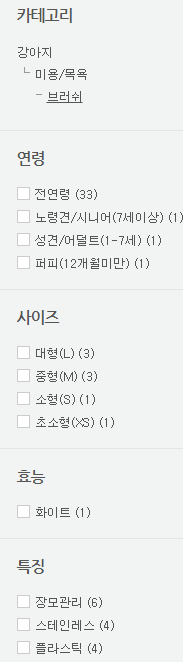 카테고리
강아지
└ 미용/목욕
– 브러쉬
연령
전연령 (33)
노령견/시니어(7세이상) (1)
성견/어덜트(1-7세) (1)
퍼피(12개월미만) (1)
사이즈
대형(L) (3)
중형(M) (3)
소형(S) (1)
초소형(XS) (1)
효능
화이트 (1)
특징
장모관리 (6)
스테인레스 (4)
플라스틱 (4)